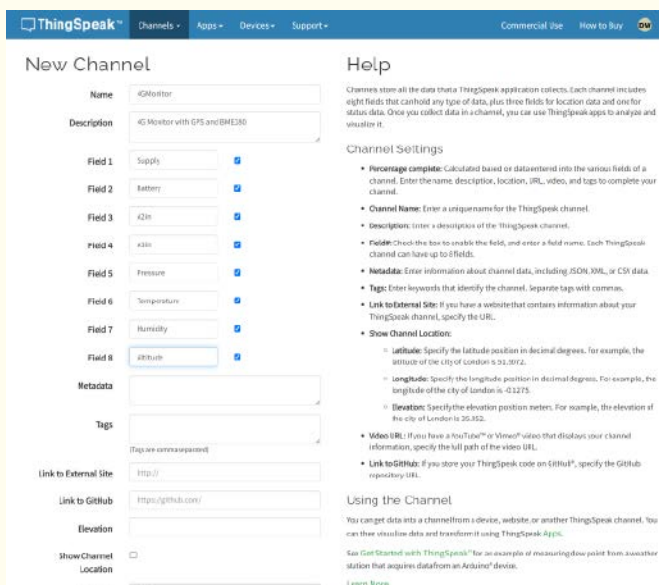 ThingSpeak™
Channels
Apps
Devices
Support
Commercial Use
How to Buy
DM
New Channel
Name
4GMonitor
Description
4G Monitor with GPS and BME280
Field 1
Supply
Field 2
Battery
Field 3
Field 4
Field 5
Pressure
Field 6
Temperature
Field 7
Humidity
Field 8
Altitude
Metadata
Tags
(Tags are comma separated)
Link to External Site
http://
Link to GitHub
https://github.com/
Elevation
Show Channel
Location
Help
Channels store all the data that a ThingSpeak application collects. Each channel includes
eight fields that can hold any type of data, plus three fields for location data and one for
status data. Once you collect data in a channel, you can use ThingSpeak apps to analyze and
visualize it.
Channel Settings
• Percentage complete: Calculated based on data entered into the various fields of a
channel. Enter the name, description, location, URL, video, and tags to complete your
channel.
• Channel Name: Enter a unique name for the ThingSpeak channel.
• Description: Enter a description of the ThingSpeak channel.
• Field#: Check the box to enable the field, and enter a field name. Each ThingSpeak
channel can have up to 8 fields.
• Metadata: Enter information about channel data, including JSON, XML, or CSV data.
• Tags: Enter keywords that identify the channel. Separate tags with commas.
• Link to External Site: If you have a website that contains information about your
ThingSpeak channel, specify the URL.
• Show Channel Location:
◦ Latitude: Specify the latitude position in decimal degrees. For example, the
latitude of the city of London is 51.5072.
◦ Longitude: Specify the longitude position in decimal degrees. For example, the
longitude of the city of London is -0.1275.
◦ Elevation: Specify the elevation position meters. For example, the elevation of
the city of London is 35.052.
• Video URL: If you have a YouTube™ or Vimeo® video that displays your channel
information, specify the full path of the video URL.
• Link to GitHub: If you store your ThingSpeak code on GitHub®, specify the GitHub
repository URL.
Using the Channel
You can get data into a channel from a device, website, or another ThingsSpeak channel. You
can then visualize data and transform it using ThingSpeak Apps.
See Get Started with ThingSpeak™ for an example of measuring dew point from a weather
station that acquires data from an Arduino® device.
Learn More